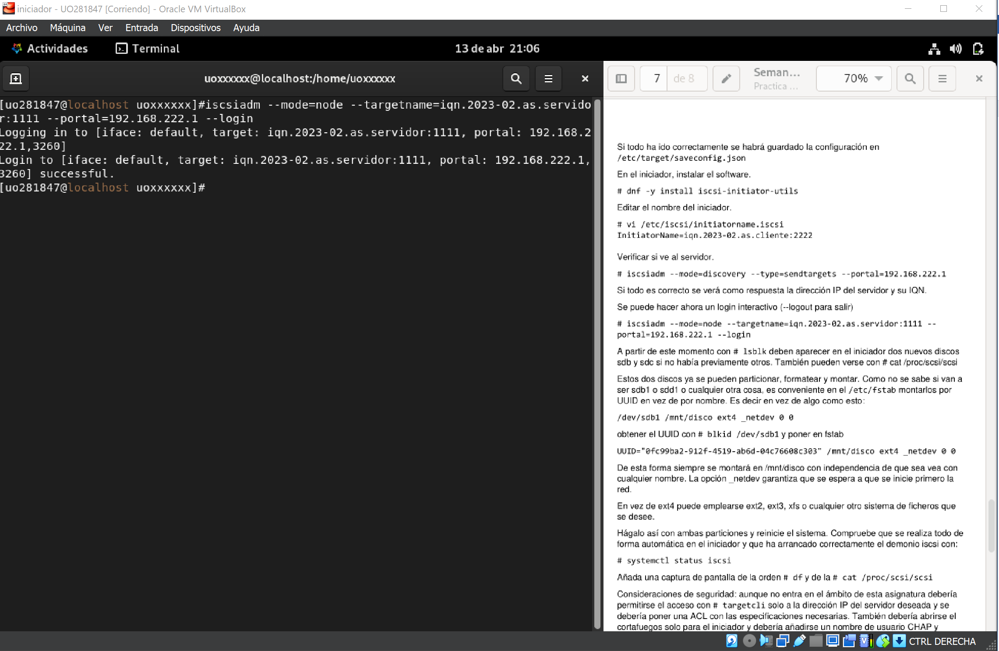 iniciador - UO281847 [Corriendo] - Oracle VM VirtualBox
Archivo Máquina Ver Entrada Dispositivos Ayuda
Actividades Terminal 13 de abr 21:06
uoxxxxxx@localhost:/home/uoxxxxxx
[uo281847@localhost uoxxxxxx]#iscsiadm --mode=node --targetname=iqn.2023-02.as.servido
r:1111 --portal=192.168.222.1 --login
Logging in to [iface: default, target: iqn.2023-02.as.servidor:1111, portal: 192.168.2
22.1,3260]
Login to [iface: default, target: iqn.2023-02.as.servidor:1111, portal: 192.168.222.1,
3260] successful.
[uo281847@localhost uoxxxxxx]#
7 de 8
Seman...
Practica ...
70%
Si todo ha ido correctamente se habrá guardado la configuración en
/etc/target/saveconfig.json
En el iniciador, instalar el software.
# dnf -y install iscsi-initiator-utils
Editar el nombre del iniciador.
# vi /etc/iscsi/initiatorname.iscsi
InitiatorName=iqn.2023-02.as.cliente:2222
Verificar si ve al servidor.
# iscsiadm --mode=discovery --type=sendtargets --portal=192.168.222.1
Si todo es correcto se verá como respuesta la dirección IP del servidor y su IQN.
Se puede hacer ahora un login interactivo (--logout para salir)
# iscsiadm --mode=node --targetname=iqn.2023-02.as.servidor:1111 --
portal=192.168.222.1 --login
A partir de este momento con # lsblk deben aparecer en el iniciador dos nuevos discos
sdb y sdc si no había previamente otros. También pueden verse con # cat /proc/scsi/scsi
Estos dos discos ya se pueden particionar, formatear y montar. Como no se sabe si van a
ser sdb1 o sdd1 o cualquier otra cosa, es conveniente en el /etc/fstab montarlos por
UUID en vez de por nombre. Es decir en vez de algo como esto:
/dev/sdb1 /mnt/disco ext4 _netdev 0 0
obtener el UUID con # blkid /dev/sdb1 y poner en fstab
UUID="0fc99ba2-912f-4519-ab6d-04c76608c303" /mnt/disco ext4 _netdev 0 0
De esta forma siempre se montará en /mnt/disco con independencia de que sea vea con
cualquier nombre. La opción _netdev garantiza que se espera a que se inicie primero la
red.
En vez de ext4 puede emplearse ext2, ext3, xfs o cualquier otro sistema de ficheros que
se desee.
Hágalo así con ambas particiones y reinicie el sistema. Compruebe que se realiza todo de
forma automática en el iniciador y que ha arrancado correctamente el demonio iscsi con:
# systemctl status iscsi
Añada una captura de pantalla de la orden # df y de la # cat /proc/scsi/scsi
Consideraciones de seguridad: aunque no entra en el ámbito de esta asignatura debería
permitirse el acceso con # targetcli solo a la dirección IP del servidor deseada y se
debería poner una ACL con las especificaciones necesarias. También debería abrirse el
cortafuegos solo para el iniciador y debería añadirse un nombre de usuario CHAP y
CTRL DERECHA